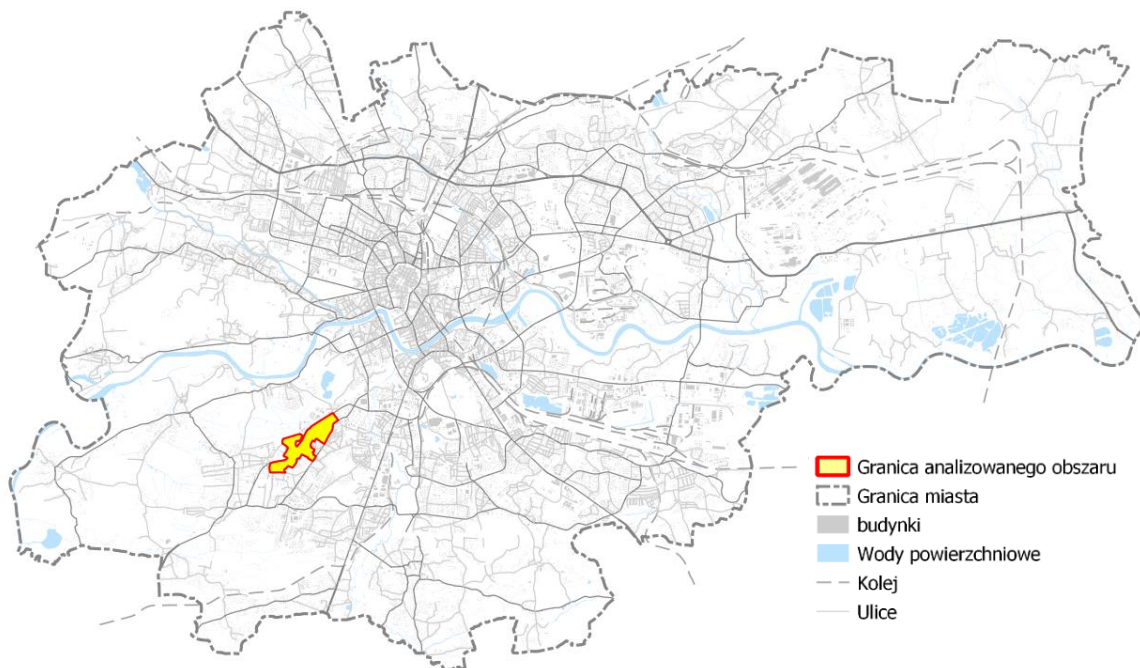 Granica analizowanego obszaru
Granica miasta
budynki
Wody powierzchniowe
Kolej
Ulice